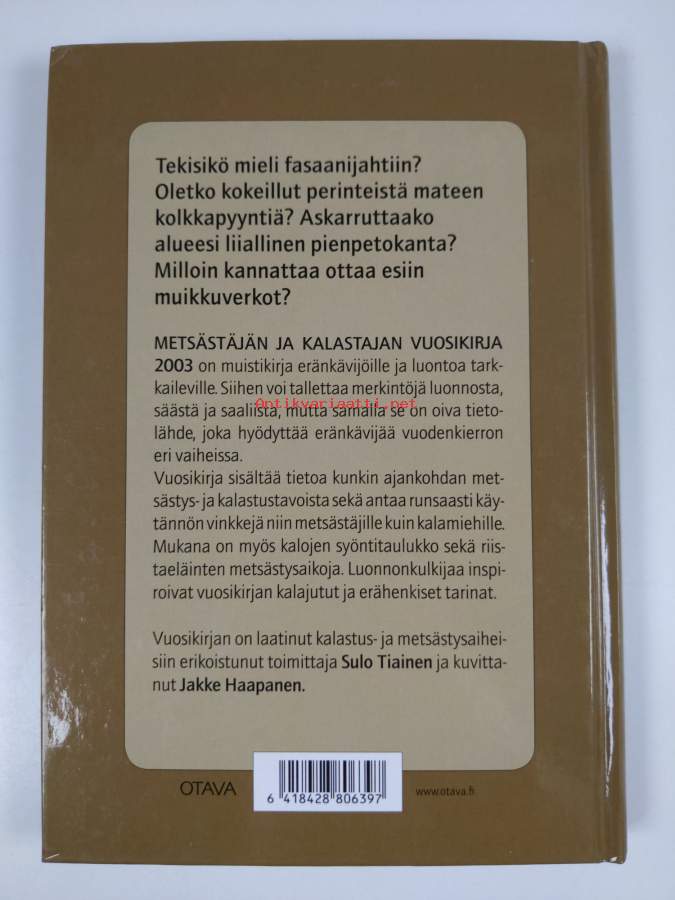 Tekisikö mieli fasaanijahtiin?
Oletko kokeillut perinteistä mateen
kolkkapyyntiä? Askarruttaako
alueesi liiallinen pienpetokanta?
Milloin kannattaa ottaa esiin
muikkuverkot?
METSÄSTÄJÄN JA KALASTAJAN VUOSIKIRJA
2003 on muistikirja eränkävijöille ja luontoa tark-
kaileville. Siihen voi tallettaa merkintöjä luonnosta,
säästä ja saaliista, mutta samalla se on oiva tieto-
Antikvariaatti.net
lähde, joka hyödyttää eränkävijää vuodenkierron
eri vaiheissa.
Vuosikirja sisältää tietoa kunkin ajankohdan met-
sästys- ja kalastustavoista sekä antaa runsaasti käy-
tännön vinkkejä niin metsästäjille kuin kalamiehille.
Mukana on myös kalojen syöntitaulukko sekä riis-
taeläinten metsästysaikoja. Luonnonkulkijaa inspi-
roivat vuosikirjan kalajutut ja erähenkiset tarinat.
Vuosikirjan on laatinut kalastus- ja metsästysaihei-
siin erikoistunut toimittaja Sulo Tiainen ja kuvitta-
nut Jakke Haapanen.
OTAVA
6 418428 806397
www.otava.fi